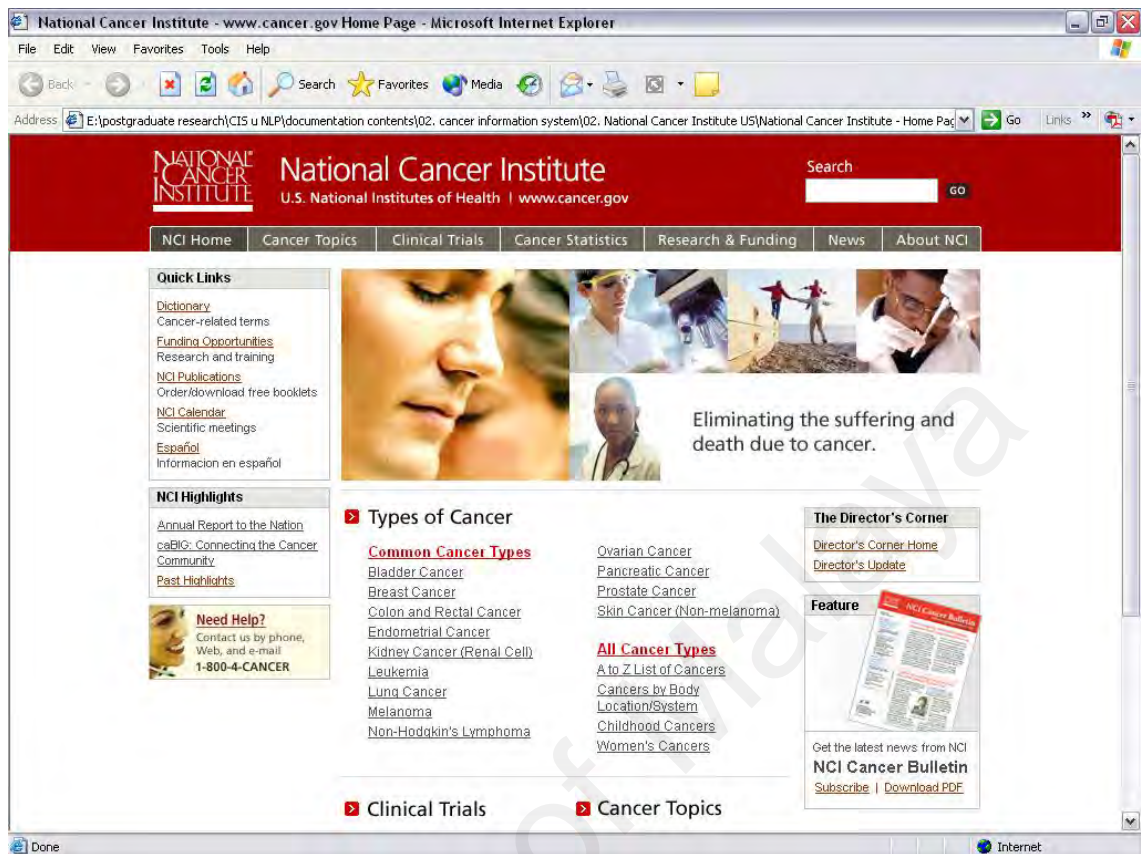 National Cancer Institute - www.cancer.gov Home Page - Microsoft Internet Explorer
File Edit View Favorites Tools Help
Back Search Favorites Media
Address E:\postgraduate research\CIS u NLP\documentation contents\02. cancer information system\02. National Cancer Institute US\National Cancer Institute - Home Pag Go Links »
NATIONAL CANCER INSTITUTE
National Cancer Institute
U.S. National Institutes of Health | www.cancer.gov
Search
GO
NCI Home Cancer Topics Clinical Trials Cancer Statistics Research & Funding News About NCI
Quick Links
Dictionary
Cancer-related terms
Funding Opportunities
Research and training
NCI Publications
Order/download free booklets
NCI Calendar
Scientific meetings
Español
Informacion en español
NCI Highlights
Annual Report to the Nation
caBIG: Connecting the Cancer
Community
Past Highlights
Need Help?
Contact us by phone,
Web, and e-mail
1-800-4-CANCER
Eliminating the suffering and
death due to cancer.
Types of Cancer
Common Cancer Types
Bladder Cancer
Breast Cancer
Colon and Rectal Cancer
Endometrial Cancer
Kidney Cancer (Renal Cell)
Leukemia
Lung Cancer
Melanoma
Non-Hodgkin's Lymphoma
Ovarian Cancer
Pancreatic Cancer
Prostate Cancer
Skin Cancer (Non-melanoma)
All Cancer Types
A to Z List of Cancers
Cancers by Body
Location/System
Childhood Cancers
Women's Cancers
The Director's Corner
Director's Corner Home
Director's Update
Feature
NCI Cancer Bulletin
Get the latest news from NCI
NCI Cancer Bulletin
Subscribe | Download PDF
Clinical Trials
Cancer Topics
of Malaya
Done Internet